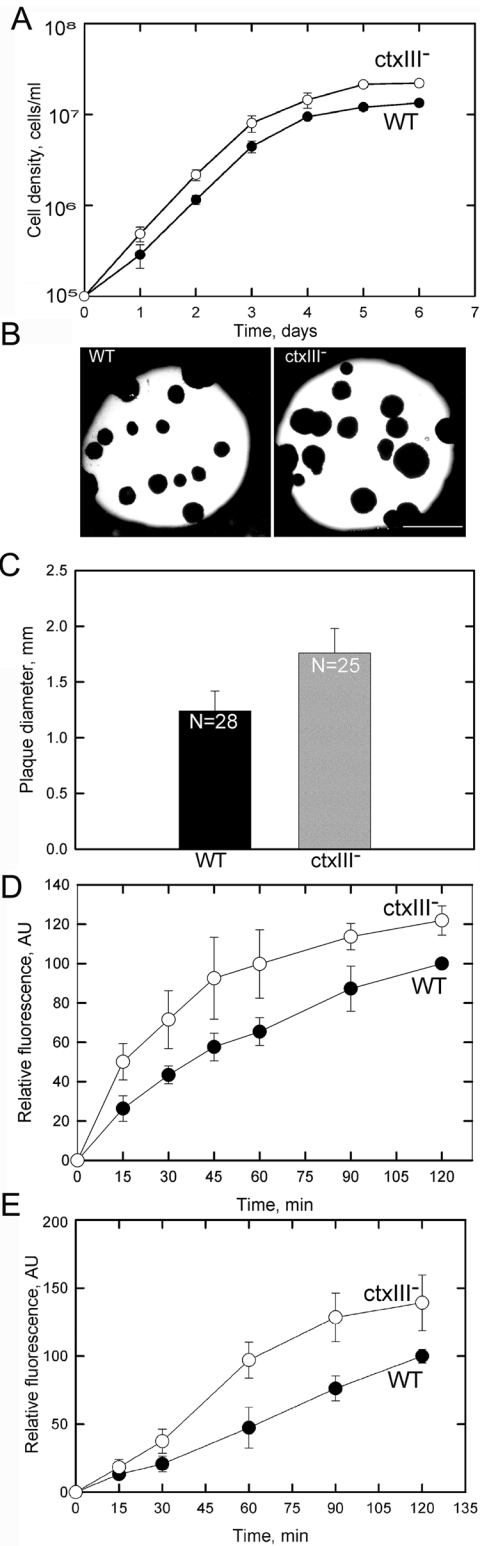 A
10⁸
10⁷
10⁶
10⁵
Cell density, cells/ml
ctxIII⁻
WT
0 1 2 3 4 5 6 7
Time, days
B
WT
ctxIII⁻
C
2.5
2.0
1.5
1.0
0.5
0.0
Plaque diameter, mm
N=28
N=25
WT
ctxIII⁻
D
140
120
100
80
60
40
20
0
Relative fluorescence, AU
ctxIII⁻
WT
0 15 30 45 60 75 90 105 120
Time, min
E
200
150
100
50
0
Relative fluorescence, AU
ctxIII⁻
WT
0 15 30 45 60 75 90 105 120 135
Time, min